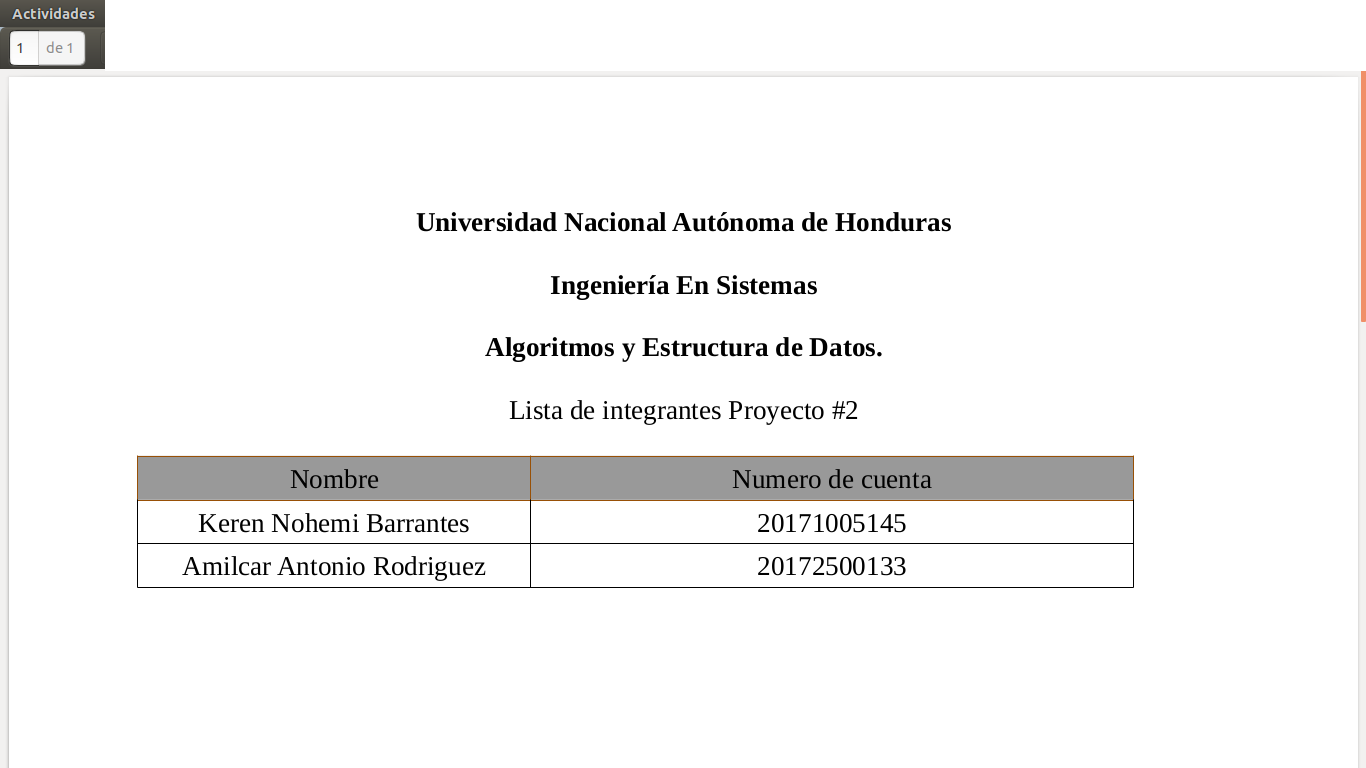 Actividades
1 de 1
Universidad Nacional Autónoma de Honduras
Ingeniería En Sistemas
Algoritmos y Estructura de Datos.
Lista de integrantes Proyecto #2
Nombre Numero de cuenta
Keren Nohemi Barrantes 20171005145
Amilcar Antonio Rodriguez 20172500133